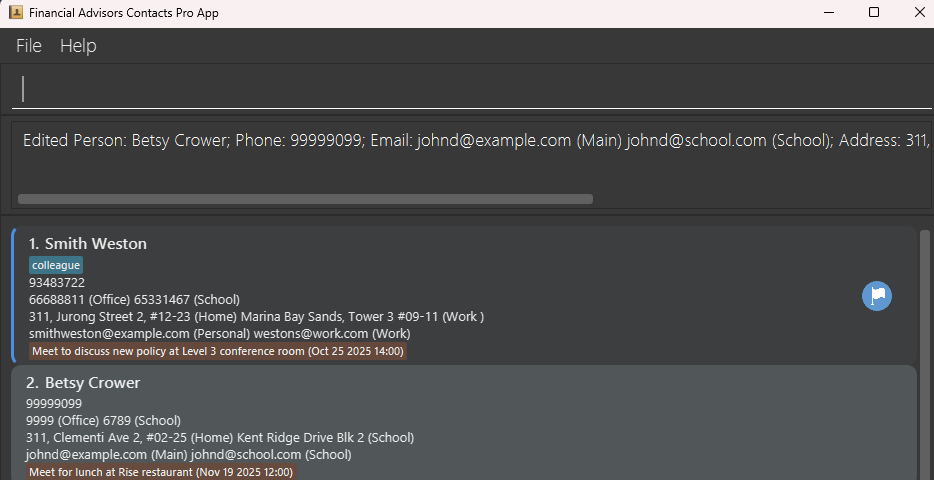 Financial Advisors Contacts Pro App
File Help
Edited Person: Betsy Crower; Phone: 99999099; Email: johnd@example.com (Main) johnd@school.com (School); Address: 311,
1. Smith Weston
colleague
93483722
66688811 (Office) 65331467 (School)
311, Jurong Street 2, #12-23 (Home) Marina Bay Sands, Tower 3 #09-11 (Work )
smithweston@example.com (Personal) westons@work.com (Work)
Meet to discuss new policy at Level 3 conference room (Oct 25 2025 14:00)
2. Betsy Crower
99999099
9999 (Office) 6789 (School)
311, Clementi Ave 2, #02-25 (Home) Kent Ridge Drive Blk 2 (School)
johnd@example.com (Main) johnd@school.com (School)
Meet for lunch at Rise restaurant (Nov 19 2025 12:00)